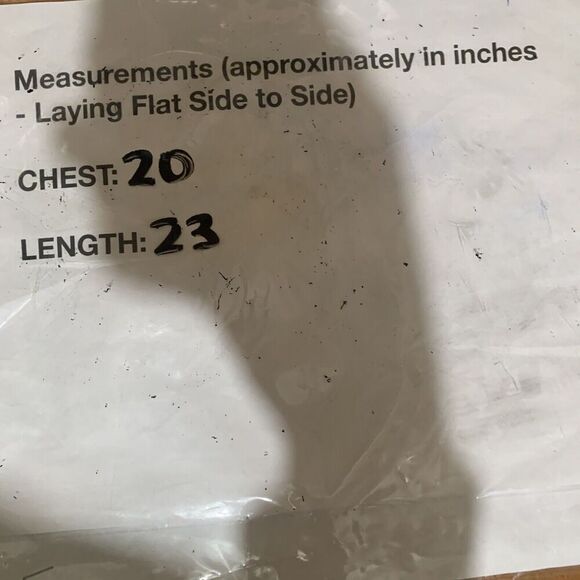 Measurements (approximately in inches
- Laying Flat Side to Side)
CHEST: 20
LENGTH: 23